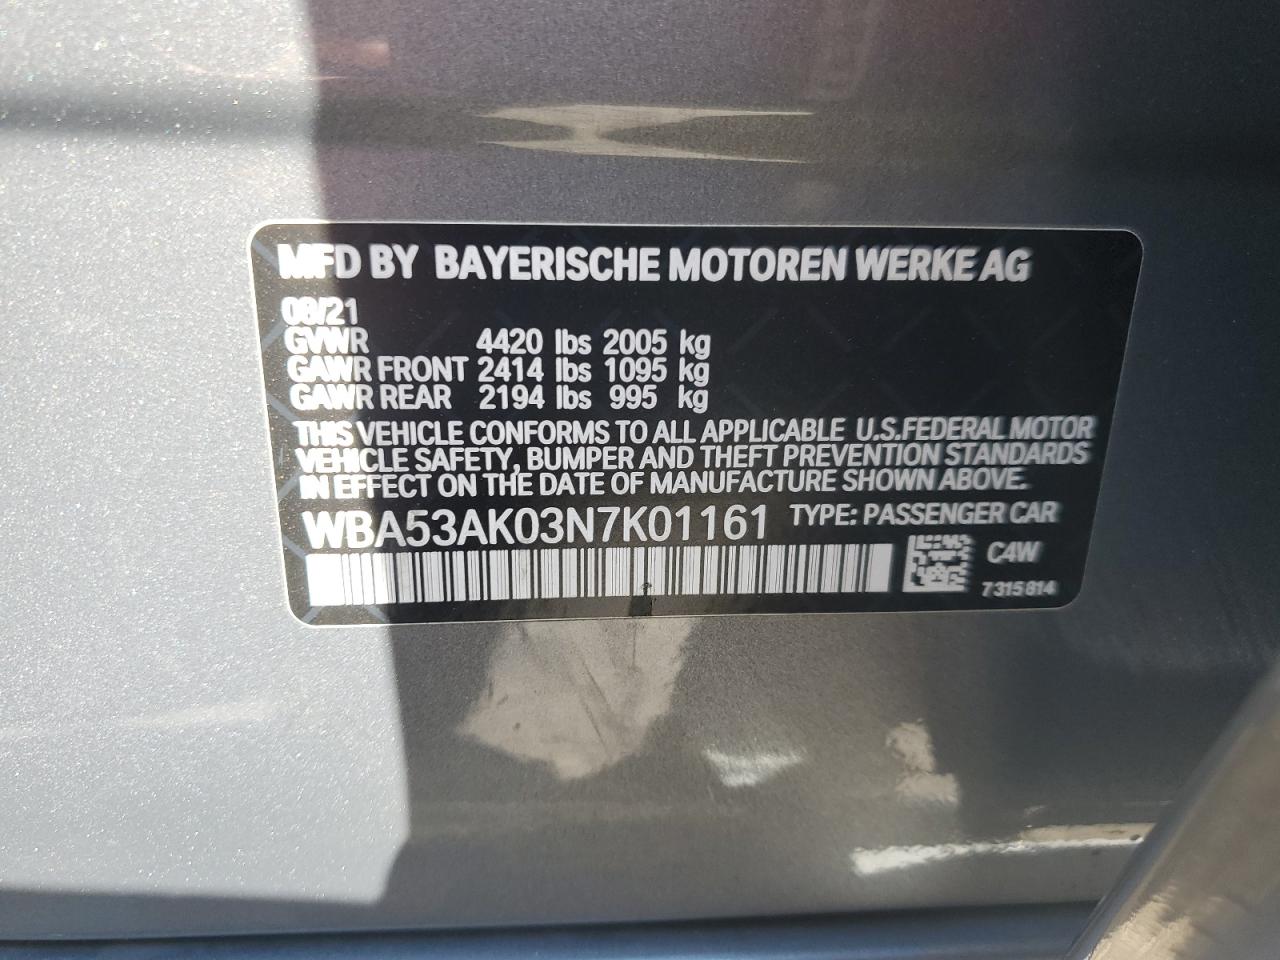 MFD BY BAYERISCHE MOTOREN WERKE AG
08/21
GVWR 4420 lbs 2005 kg
GAWR FRONT 2414 lbs 1095 kg
GAWR REAR 2194 lbs 995 kg
THIS VEHICLE CONFORMS TO ALL APPLICABLE U.S.FEDERAL MOTOR
VEHICLE SAFETY, BUMPER AND THEFT PREVENTION STANDARDS
IN EFFECT ON THE DATE OF MANUFACTURE SHOWN ABOVE.
WBA53AK03N7K01161 TYPE: PASSENGER CAR
C4W
7315814